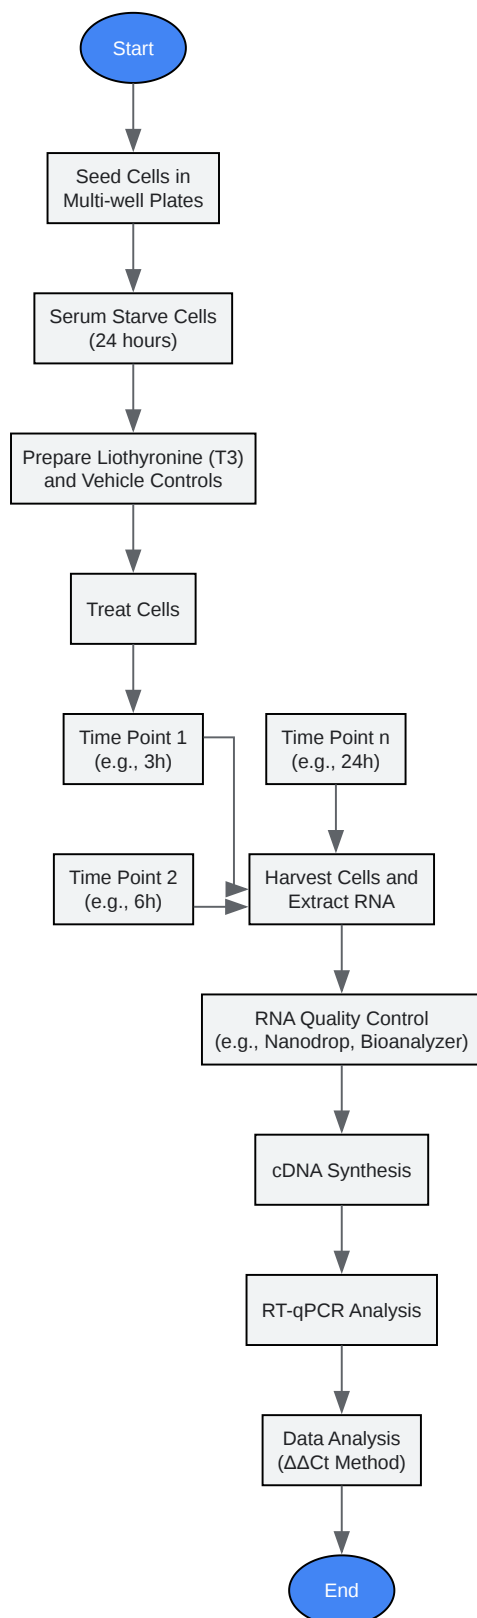 Start
Seed Cells in
Multi-well Plates
Serum Starve Cells
(24 hours)
Prepare Liothyronine (T3)
and Vehicle Controls
Treat Cells
Time Point 1
(e.g., 3h)
Time Point n
(e.g., 24h)
Time Point 2
(e.g., 6h)
Harvest Cells and
Extract RNA
RNA Quality Control
(e.g., Nanodrop, Bioanalyzer)
cDNA Synthesis
RT-qPCR Analysis
Data Analysis
(ΔΔCt Method)
End